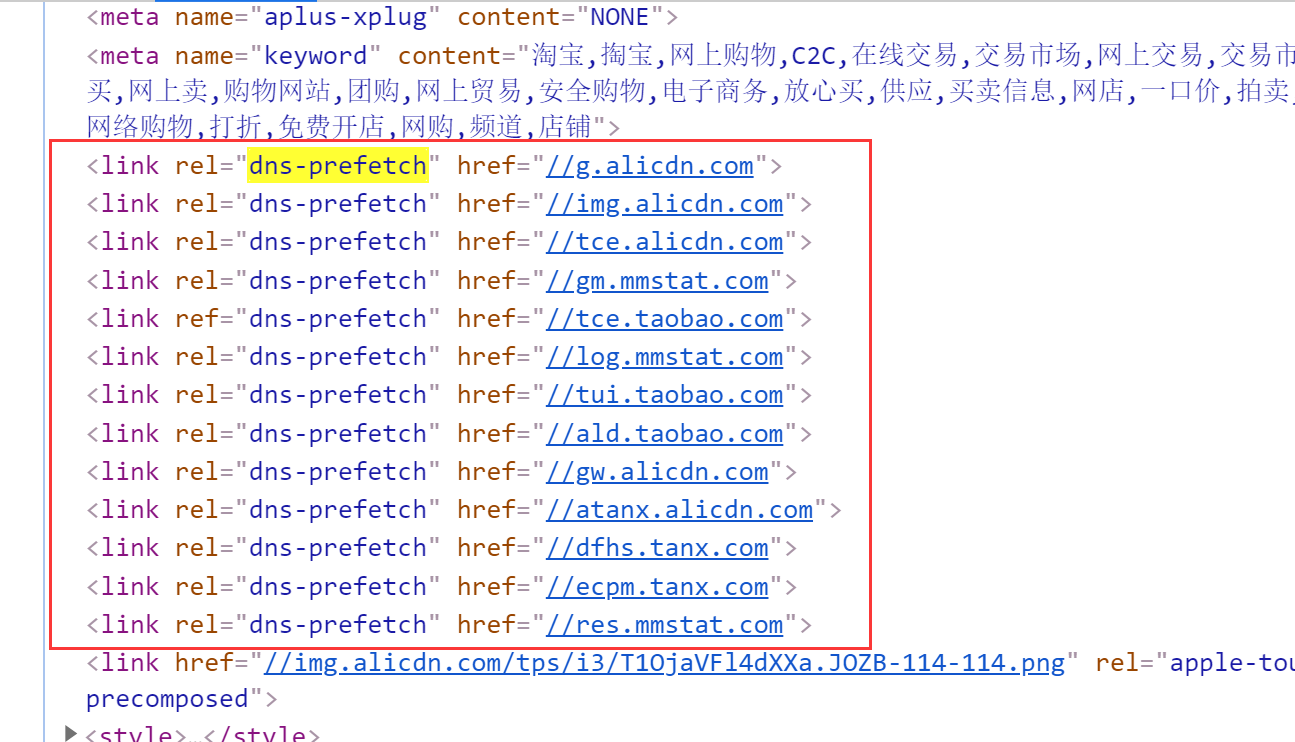 <meta name="aplus-xplug" content="NONE">
<meta name="keyword" content="淘宝,掏宝,网上购物,C2C,在线交易,交易市场,网上交易,交易市
买,网上卖,购物网站,团购,网上贸易,安全购物,电子商务,放心买,供应,买卖信息,网店,一口价,拍卖,
网络购物,打折,免费开店,网购,频道,店铺">
<link rel="dns-prefetch" href="//g.alicdn.com">
<link rel="dns-prefetch" href="//img.alicdn.com">
<link rel="dns-prefetch" href="//tce.alicdn.com">
<link rel="dns-prefetch" href="//gm.mmstat.com">
<link ref="dns-prefetch" href="//tce.taobao.com">
<link rel="dns-prefetch" href="//log.mmstat.com">
<link rel="dns-prefetch" href="//tui.taobao.com">
<link rel="dns-prefetch" href="//ald.taobao.com">
<link rel="dns-prefetch" href="//gw.alicdn.com">
<link rel="dns-prefetch" href="//atanx.alicdn.com">
<link rel="dns-prefetch" href="//dfhs.tanx.com">
<link rel="dns-prefetch" href="//ecpm.tanx.com">
<link rel="dns-prefetch" href="//res.mmstat.com">
<link href="//img.alicdn.com/tps/i3/T1OjaVFl4dXXa.JOZB-114-114.png" rel="apple-tou
precomposed">
<style>…</style>